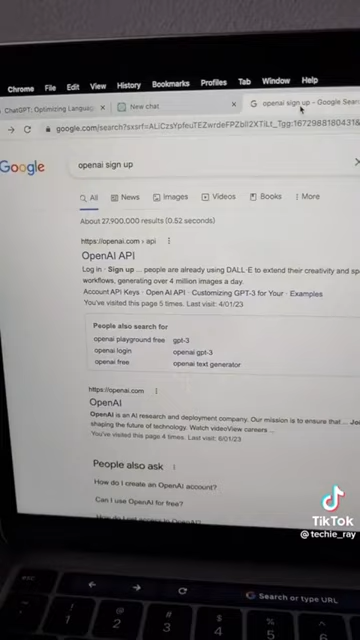 Chrome File Edit View History Bookmarks Profiles Tab Window Help
ChatGPT: Optimizing Langua × New chat × openai sign up - Google Sear
google.com/search?
Google openai sign up
All News Images Videos Books More
About 27,900,000 results (0.52 seconds)
https://openai.com › api
OpenAI API
Log in · Sign up ... people are already using DALL·E to extend their creativity and sp
workflows, generating over 4 million images a day.
Account API Keys · Open AI API · Customizing GPT-3 for Your · Examples
You've visited this page 5 times. Last visit: 4/01/23
People also search for
openai playground free gpt-3
openai login openai gpt-3
openai free openai text generator
https://openai.com
OpenAI
OpenAI is an AI research and deployment company. Our mission is to ensure that ... Je
shaping the future of technology. Watch videoView careers ...
You've visited this page 4 times. Last visit: 6/01/23
People also ask
How do I create an OpenAI account?
Can I use OpenAI for free?
TikTok
@techie_ray
esc G Search or type URL
! 1 @ 2 # 3 $ 4 % 5